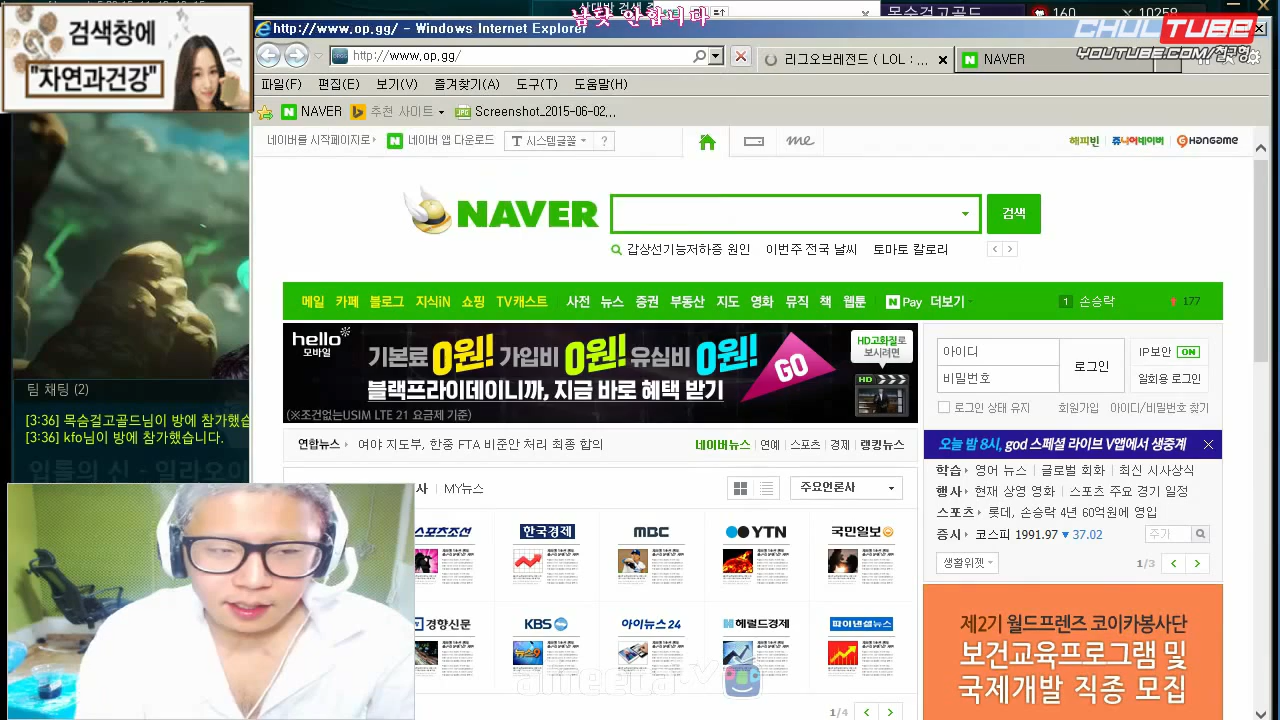 검색창에
"자연과건강"
목숨걸고골드
160
10258
CHULTUBE
YOUTUBE.COM/철구형
http://www.op.gg/ - Windows Internet Explorer
http://www.op.gg/
리그오브레전드 ( LOL : ...
NAVER
파일(F) 편집(E) 보기(V) 즐겨찾기(A) 도구(T) 도움말(H)
NAVER 추천 사이트 Screenshot_2015-06-02...
네이버를 시작페이지로 네이버 앱 다운로드 시스템글꼴 ?
me
해피빈 쥬니어네이버 HANGAME
NAVER
검색
갑상선기능저하증 원인 이번주 전국 날씨 토마토 칼로리
메일 카페 블로그 지식iN 쇼핑 TV캐스트 사전 뉴스 증권 부동산 지도 영화 뮤직 책 웹툰 N Pay 더보기 1 손승락 177
hello 모바일
기본료 0원! 가입비 0원! 유심비 0원!
블랙프라이데이니까, 지금 바로 혜택 받기
(※조건없는USIM LTE 21 요금제 기준)
GO
HD고화질로
보시려면
HD
아이디
비밀번호
로그인
IP보안 ON
일회용 로그인
로그인 상태 유지 회원가입 아이디/비밀번호 찾기
연합뉴스 여야 지도부, 한중 FTA 비준안 처리 최종 합의
네이버뉴스 연예 스포츠 경제 랭킹뉴스
오늘 밤 8시, god 스페셜 라이브 V앱에서 생중계
학습 영어 뉴스 글로벌 회화 최신 시사상식
행사 현재 상영 영화 스포츠 주요 경기 일정
스포츠 롯데, 손승락 4년 60억원에 영입
증시 코스피 1991.97 ▼37.02 주가
1/3
사 MY뉴스
주요언론사
스포츠조선 한국경제 MBC YTN 국민일보
경향신문 KBS 아이뉴스24 헤럴드경제 파이낸셜뉴스
1/4
제2기 월드프렌즈 코이카봉사단
보건교육프로그램 및
국제개발 직종 모집
팀 채팅 (2)
[3:36] 목숨걸고골드님이 방에 참가했습
[3:36] kfo님이 방에 참가했습니다.
입롤의 신 - 일라오이